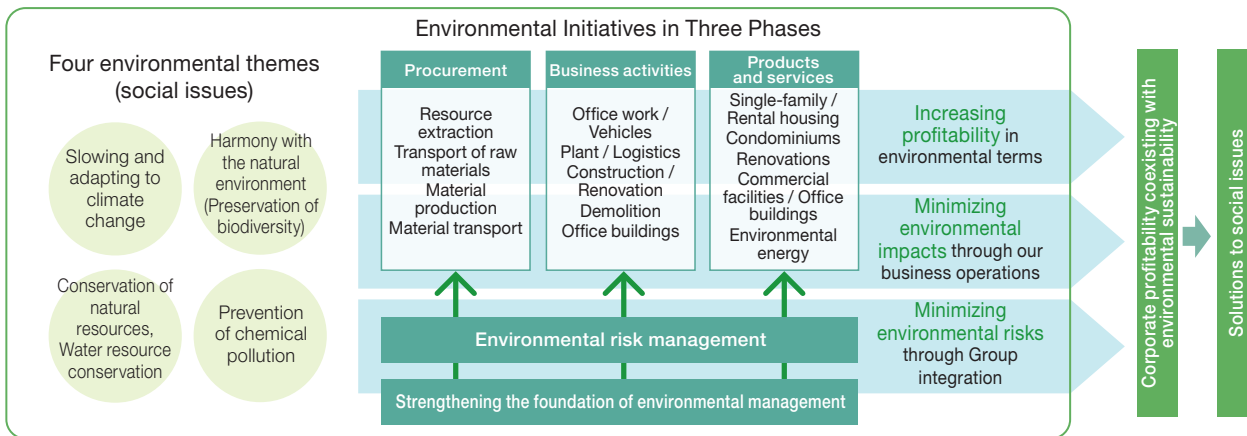 Environmental Initiatives in Three Phases
Four environmental themes
(social issues)
Slowing and
adapting to
climate
change
Harmony with
the natural
environment
(Preservation of
biodiversity)
Conservation of
natural
resources,
Water resource
conservation
Prevention
of chemical
pollution
Procurement
Resource
extraction
Transport of raw
materials
Material
production
Material transport
Business activities
Office work /
Vehicles
Plant / Logistics
Construction /
Renovation
Demolition
Office buildings
Products
and services
Single-family /
Rental housing
Condominiums
Renovations
Commercial
facilities / Office
buildings
Environmental
energy
Environmental risk management
Strengthening the foundation of environmental management
Increasing
profitability in
environmental terms
Minimizing
environmental
impacts through our
business operations
Minimizing
environmental risks
through Group
integration
Corporate profitability coexisting with
environmental sustainability
Solutions to social issues